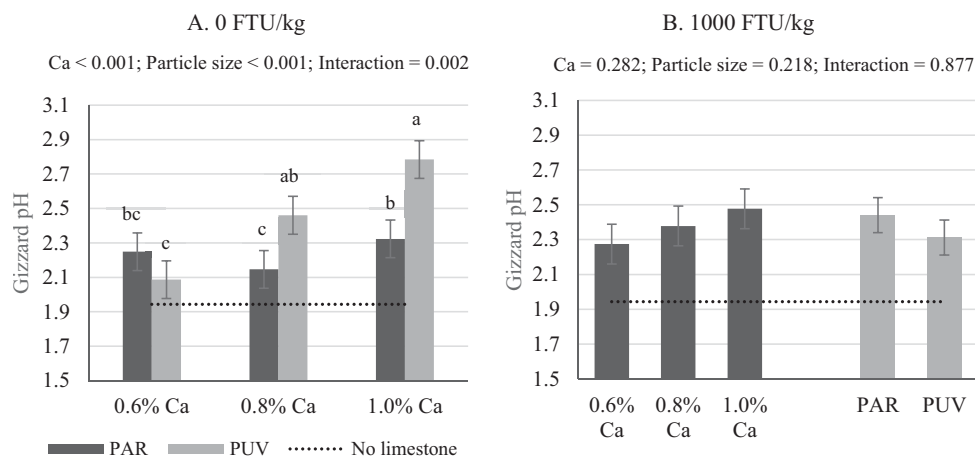 A. 0 FTU/kg
Ca < 0.001; Particle size < 0.001; Interaction = 0.002
Gizzard pH
3.1
2.9
2.7
2.5
2.3
2.1
1.9
1.7
1.5
bc
c
c
ab
b
a
0.6% Ca
0.8% Ca
1.0% Ca
PAR
PUV
No limestone
B. 1000 FTU/kg
Ca = 0.282; Particle size = 0.218; Interaction = 0.877
Gizzard pH
3.1
2.9
2.7
2.5
2.3
2.1
1.9
1.7
1.5
0.6%
Ca
0.8%
Ca
1.0%
Ca
PAR
PUV